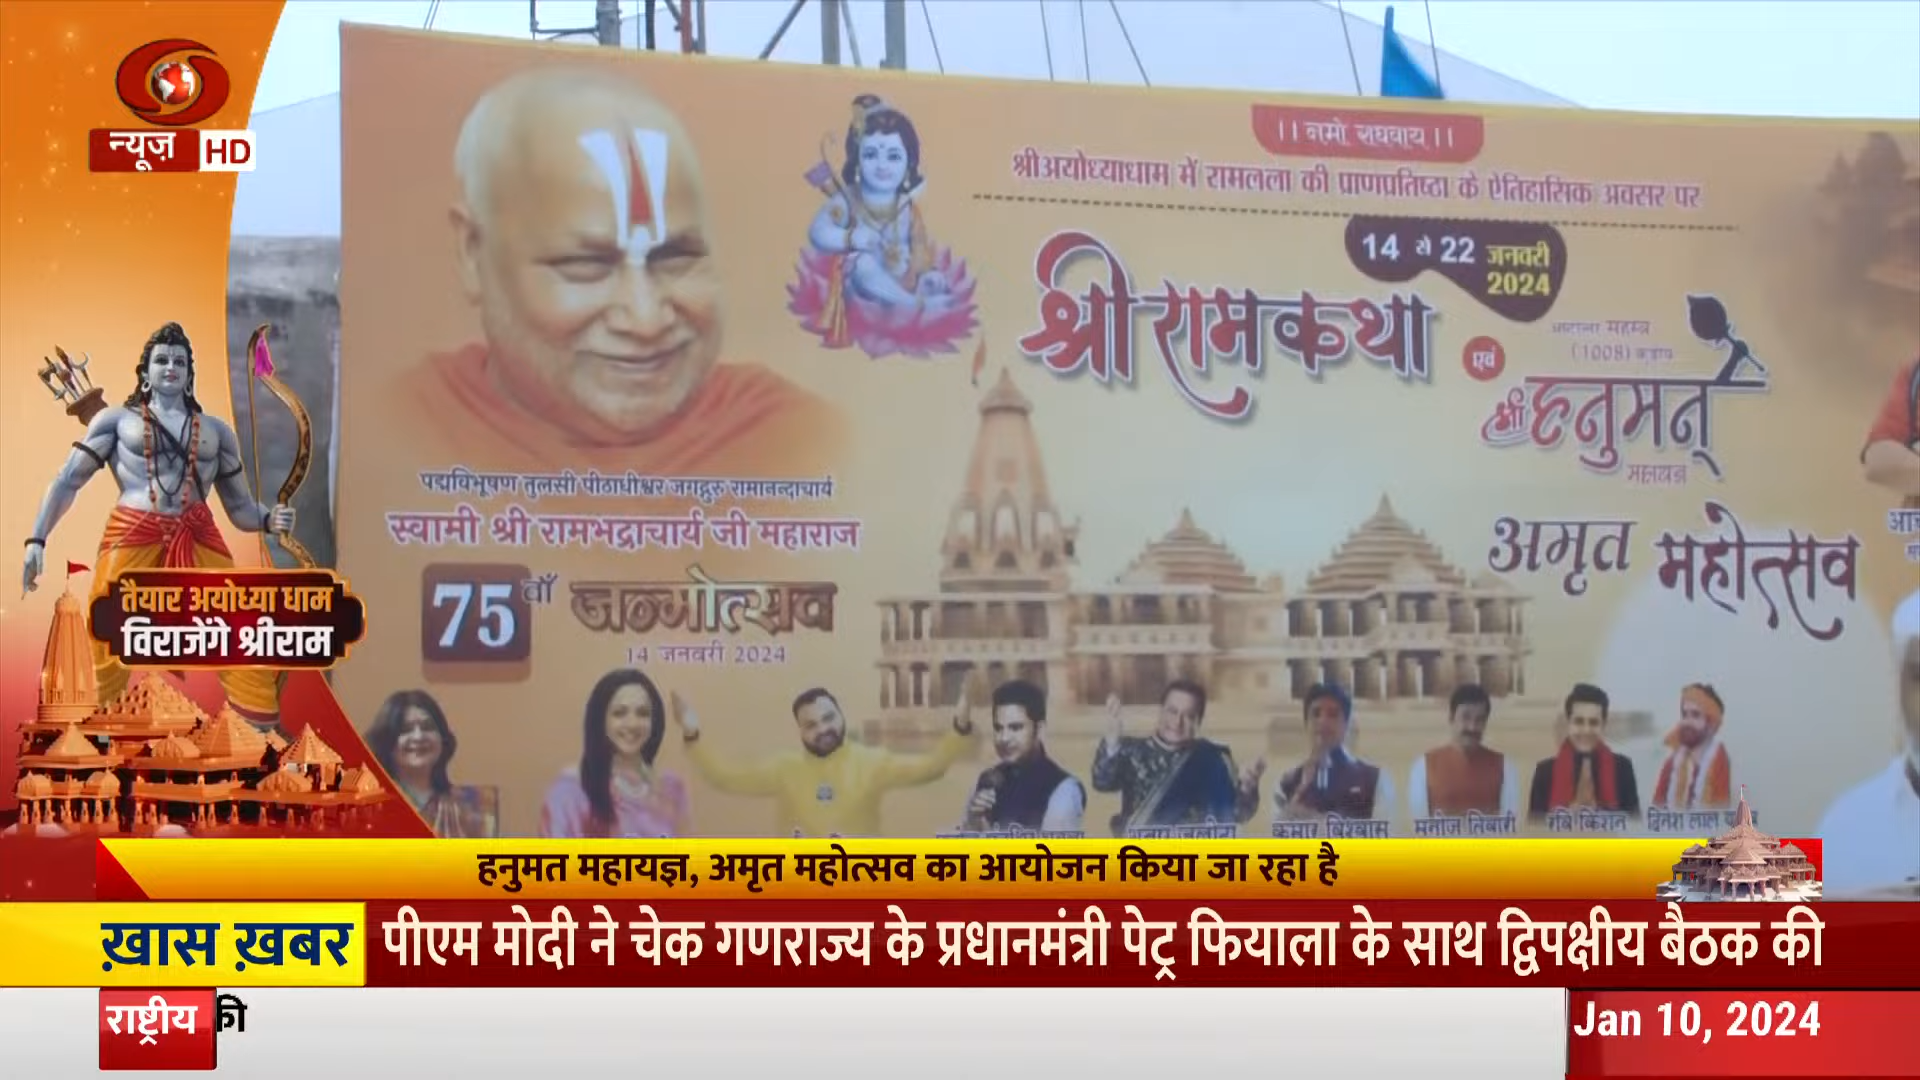 न्यूज़ HD
।। नमो राघवाय ।।
श्रीअयोध्याधाम में रामलला की प्राणप्रतिष्ठा के ऐतिहासिक अवसर पर
14 से 22 जनवरी
2024
श्री रामकथा
एवं
(1008)
श्री हनुमन्
महायज्ञ
अमृत महोत्सव
पद्मविभूषण तुलसी पीठाधीश्वर जगद्गुरु रामानन्दाचार्य
स्वामी श्री रामभद्राचार्य जी महाराज
75 वाँ जन्मोत्सव
14 जनवरी 2024
तैयार अयोध्या धाम
विराजेंगे श्रीराम
कुमार विश्वास
मनोज तिवारी
रवि किशन
दिनेश लाल
हनुमत महायज्ञ, अमृत महोत्सव का आयोजन किया जा रहा है
ख़ास ख़बर
पीएम मोदी ने चेक गणराज्य के प्रधानमंत्री पेट्र फियाला के साथ द्विपक्षीय बैठक की
राष्ट्रीय
की
Jan 10, 2024